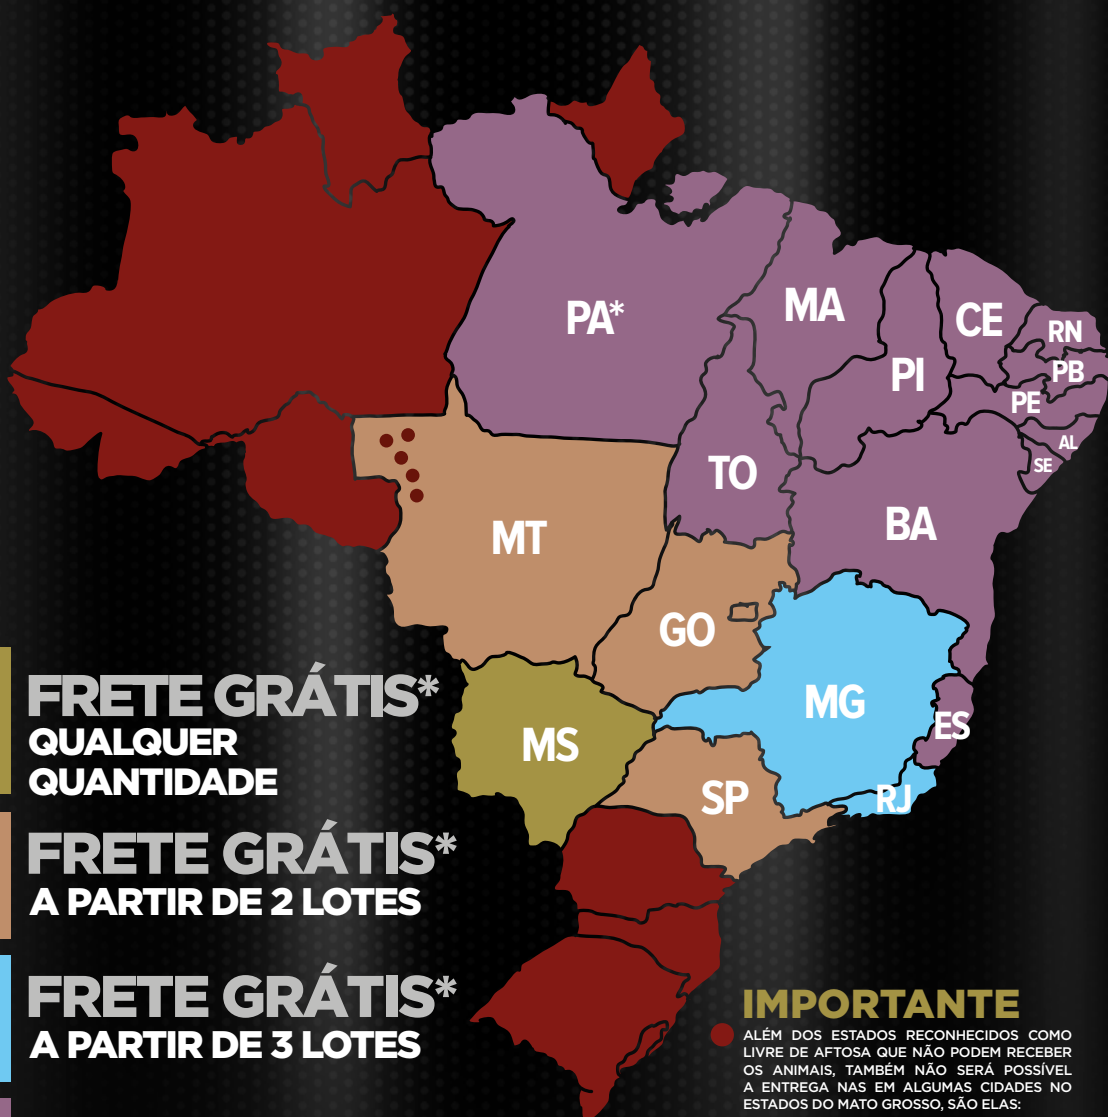 PA*
MA
CE
RN
PI
PB
PE
AL
TO
SE
BA
MT
GO
MG
ES
MS
SP
RJ
FRETE GRÁTIS*
QUALQUER
QUANTIDADE
FRETE GRÁTIS*
A PARTIR DE 2 LOTES
FRETE GRÁTIS*
A PARTIR DE 3 LOTES
IMPORTANTE
ALÉM DOS ESTADOS RECONHECIDOS COMO
LIVRE DE AFTOSA QUE NÃO PODEM RECEBER
OS ANIMAIS, TAMBÉM NÃO SERÁ POSSÍVEL
A ENTREGA NAS EM ALGUMAS CIDADES NO
ESTADOS DO MATO GROSSO, SÃO ELAS: